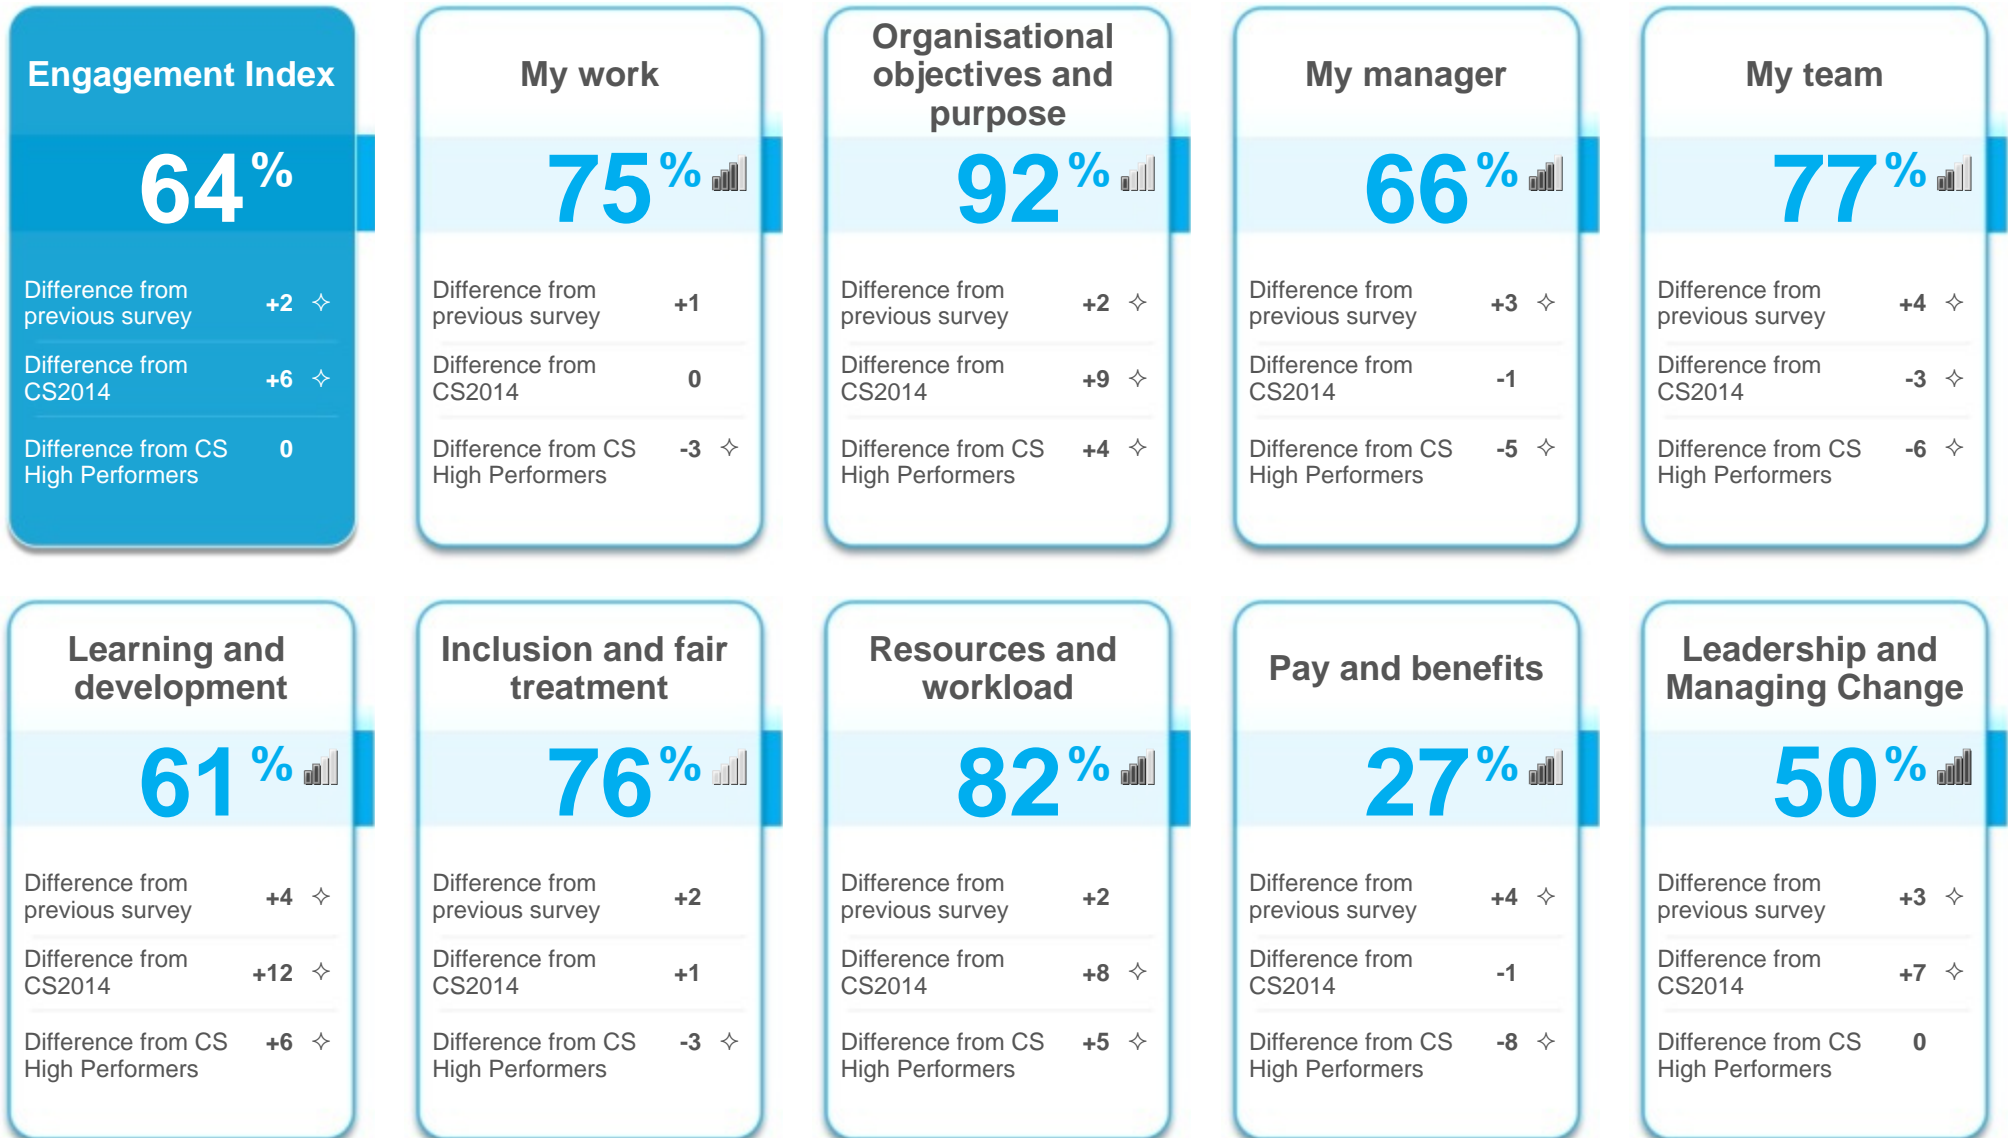 Engagement Index
64%
Difference from
previous survey
+2 ✧
Difference from
CS2014
+6 ✧
Difference from CS
High Performers
0
My work
75%
Difference from
previous survey
+1
Difference from
CS2014
0
Difference from CS
High Performers
-3 ✧
Organisational
objectives and
purpose
92%
Difference from
previous survey
+2 ✧
Difference from
CS2014
+9 ✧
Difference from CS
High Performers
+4 ✧
My manager
66%
Difference from
previous survey
+3 ✧
Difference from
CS2014
-1
Difference from CS
High Performers
-5 ✧
My team
77%
Difference from
previous survey
+4 ✧
Difference from
CS2014
-3 ✧
Difference from CS
High Performers
-6 ✧
Learning and
development
61%
Difference from
previous survey
+4 ✧
Difference from
CS2014
+12 ✧
Difference from CS
High Performers
+6 ✧
Inclusion and fair
treatment
76%
Difference from
previous survey
+2
Difference from
CS2014
+1
Difference from CS
High Performers
-3 ✧
Resources and
workload
82%
Difference from
previous survey
+2
Difference from
CS2014
+8 ✧
Difference from CS
High Performers
+5 ✧
Pay and benefits
27%
Difference from
previous survey
+4 ✧
Difference from
CS2014
-1
Difference from CS
High Performers
-8 ✧
Leadership and
Managing Change
50%
Difference from
previous survey
+3 ✧
Difference from
CS2014
+7 ✧
Difference from CS
High Performers
0